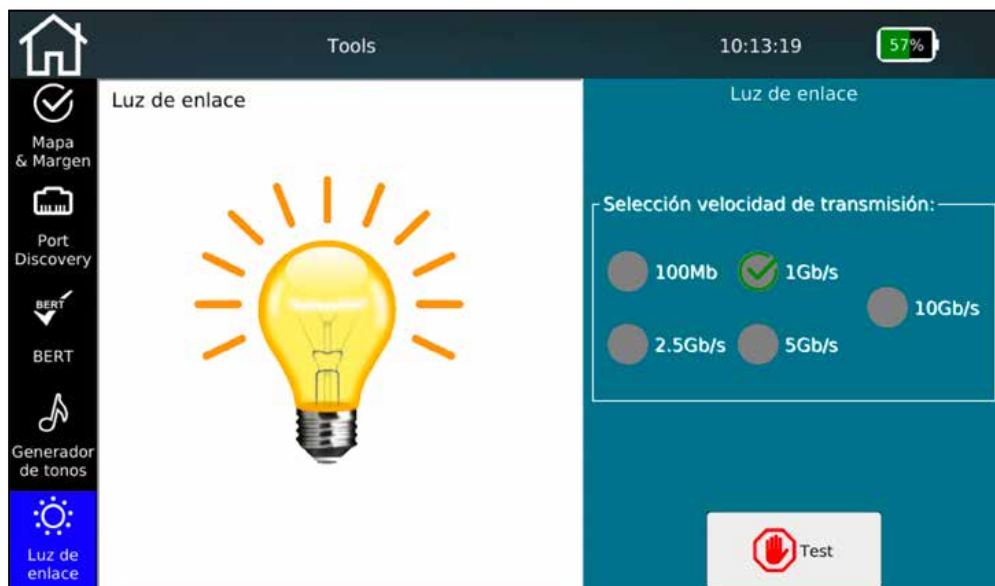 Tools
10:13:19
57%
Mapa
& Margen
Port
Discovery
BERT
BERT
Generador
de tonos
Luz de
enlace
Luz de enlace
Luz de enlace
Selección velocidad de transmisión:
100Mb
1Gb/s
10Gb/s
2.5Gb/s
5Gb/s
Test